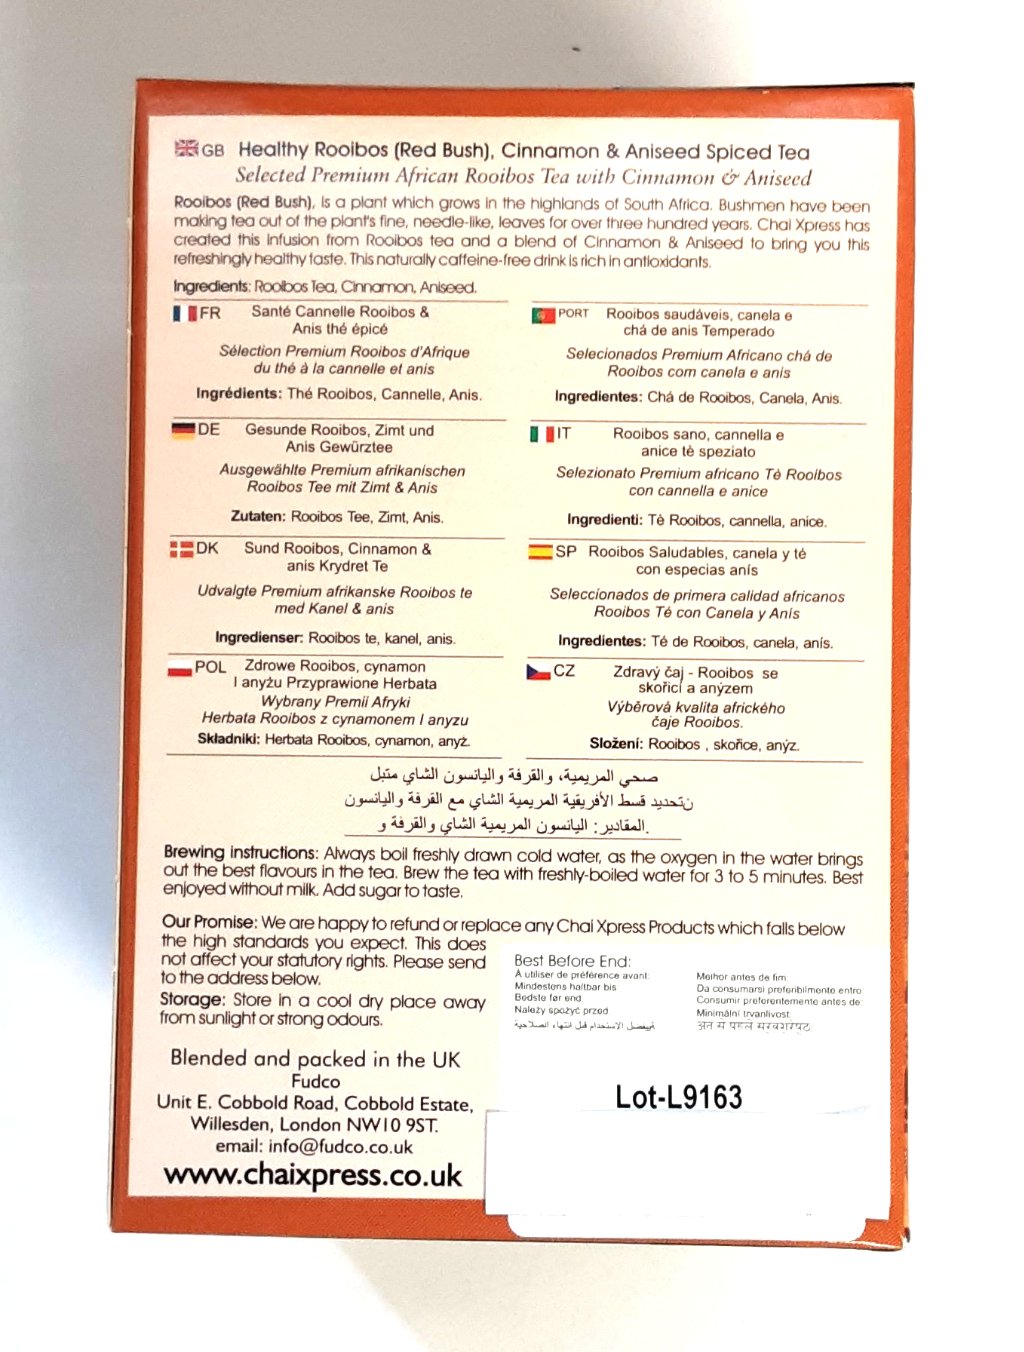 GB Healthy Rooibos (Red Bush), Cinnamon & Aniseed Spiced Tea
Selected Premium African Rooibos Tea with Cinnamon & Aniseed
Rooibos (Red Bush), is a plant which grows in the highlands of South Africa. Bushmen have been
making tea out of the plant's fine, needle-like, leaves for over three hundred years. Chai Xpress has
created this infusion from Rooibos tea and a blend of Cinnamon & Aniseed to bring you this
refreshingly healthy taste. This naturally caffeine-free drink is rich in antioxidants.
Ingredients: Rooibos Tea, Cinnamon, Aniseed.
FR Santé Cannelle Rooibos &
Anis thé épicé
Sélection Premium Rooibos d'Afrique
du thé à la cannelle et anis
Ingrédients: Thé Rooibos, Cannelle, Anis.
PORT Rooibos saudáveis, canela e
chá de anis Temperado
Selecionados Premium Africano chá de
Rooibos com canela e anis
Ingredientes: Chá de Rooibos, Canela, Anis.
DE Gesunde Rooibos, Zimt und
Anis Gewürztee
Ausgewählte Premium afrikanischen
Rooibos Tee mit Zimt & Anis
Zutaten: Rooibos Tee, Zimt, Anis.
IT Rooibos sano, cannella e
anice tè speziato
Selezionato Premium africano Tè Rooibos
con cannella e anice
Ingredienti: Tè Rooibos, cannella, anice.
DK Sund Rooibos, Cinnamon &
anis Krydret Te
Udvalgte Premium afrikanske Rooibos te
med Kanel & anis
Ingredienser: Rooibos te, kanel, anis.
SP Rooibos Saludables, canela y té
con especias anís
Seleccionados de primera calidad africanos
Rooibos Té con Canela y Anís
Ingredientes: Té de Rooibos, canela, anís.
POL Zdrowe Rooibos, cynamon
I anyżu Przyprawione Herbata
Wybrany Premii Afryki
Herbata Rooibos z cynamonem I anyzu
Składniki: Herbata Rooibos, cynamon, anyż.
CZ Zdravý čaj - Rooibos se
skořicí a anýzem
Výběrová kvalita afrického
čaje Rooibos.
Složení: Rooibos , skořice, anýz.
صحي المريمية، والقرفة واليانسون الشاي متبل
نتحديد قسط الأفريقية المريمية الشاي مع القرفة واليانسون
المقادير: اليانسون المريمية الشاي والقرفة و.
Brewing instructions: Always boil freshly drawn cold water, as the oxygen in the water brings
out the best flavours in the tea. Brew the tea with freshly-boiled water for 3 to 5 minutes. Best
enjoyed without milk. Add sugar to taste.
Our Promise: We are happy to refund or replace any Chai Xpress Products which falls below
the high standards you expect. This does
not affect your statutory rights. Please send
to the address below.
Storage: Store in a cool dry place away
from sunlight or strong odours.
Blended and packed in the UK
Fudco
Unit E. Cobbold Road, Cobbold Estate,
Willesden, London NW10 9ST.
email: info@fudco.co.uk
www.chaixpress.co.uk
Best Before End:
À utiliser de préférence avant:
Mindestens haltbar bis
Bedste før end
Należy spożyć przed
يفضل الاستخدام قبل انتهاء الصلاحية
Melhor antes de fim:
Da consumarsi preferibilmente entro
Consumir preferentemente antes de
Minimální trvanlivost:
Lot-L9163